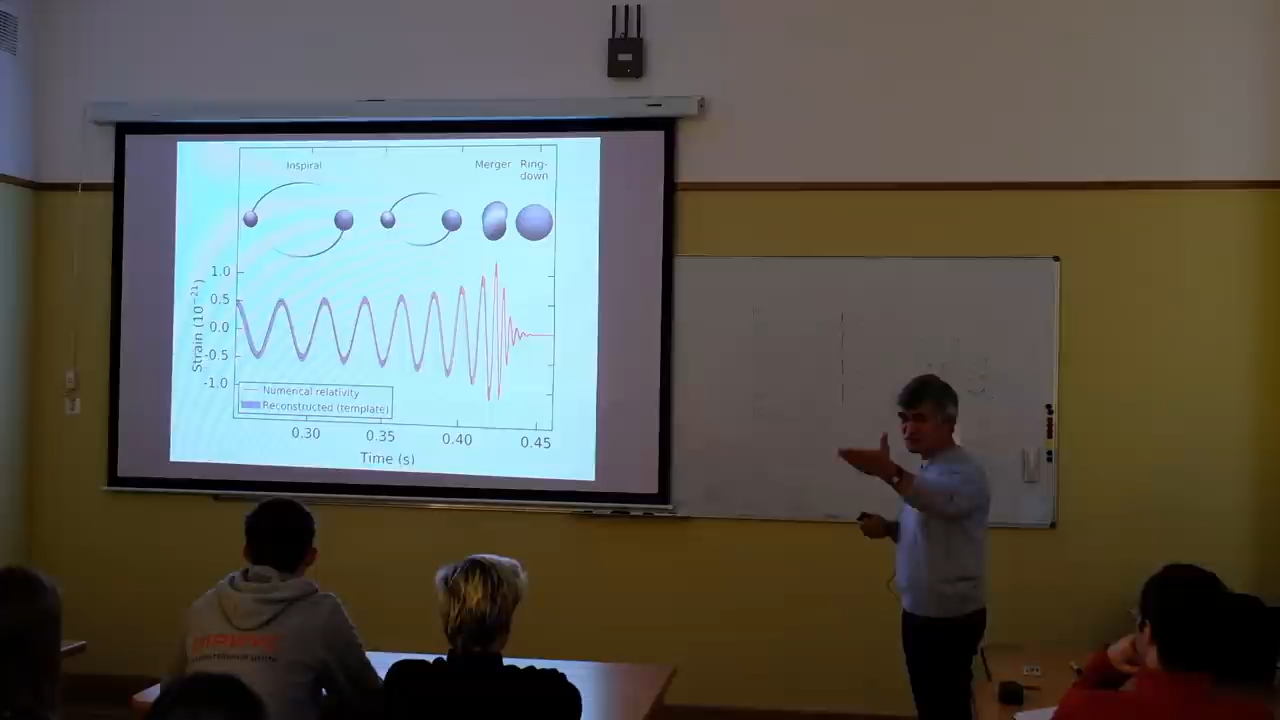 Inspiral
Merger
Ring-
down
1.0
0.5
0.0
-0.5
-1.0
Strain (10⁻²¹)
Numerical relativity
Reconstructed (template)
0.30
0.35
0.40
0.45
Time (s)